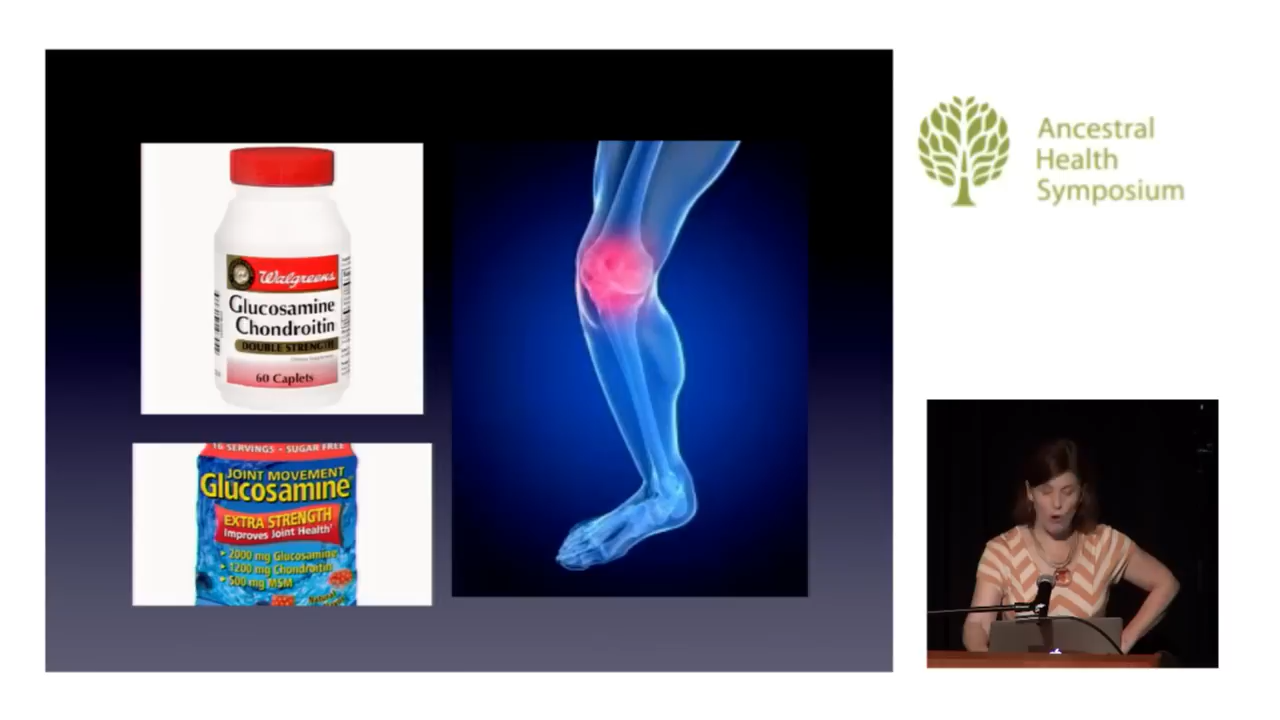 Walgreens
Glucosamine
Chondroitin
DOUBLE STRENGTH
60 Caplets
16 SERVINGS • SUGAR FREE
JOINT MOVEMENT
Glucosamine
EXTRA STRENGTH
Improves Joint Health
2000 mg Glucosamine
1200 mg Chondroitin
500 mg MSM
Natural
Ancestral
Health
Symposium